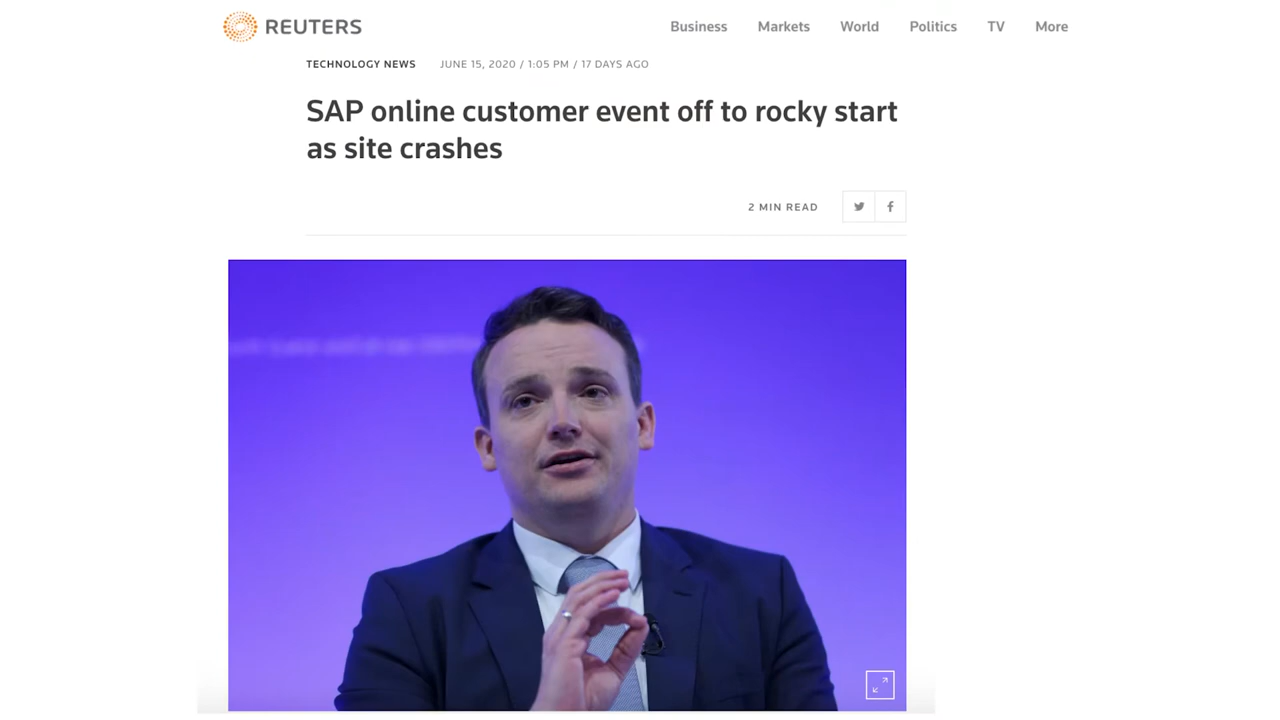 REUTERS
Business Markets World Politics TV More
TECHNOLOGY NEWS JUNE 15, 2020 / 1:05 PM / 17 DAYS AGO
SAP online customer event off to rocky start
as site crashes
2 MIN READ